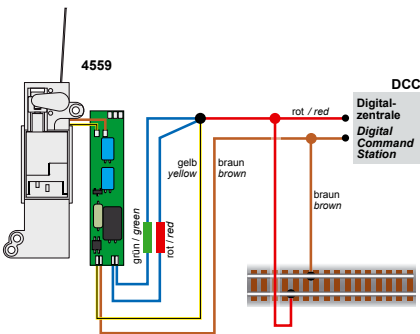 4559
DCC
rot / red
Digital-
zentrale
Digital
Command
Station
gelb
yellow
braun
brown
braun
brown
grün / green
rot / red